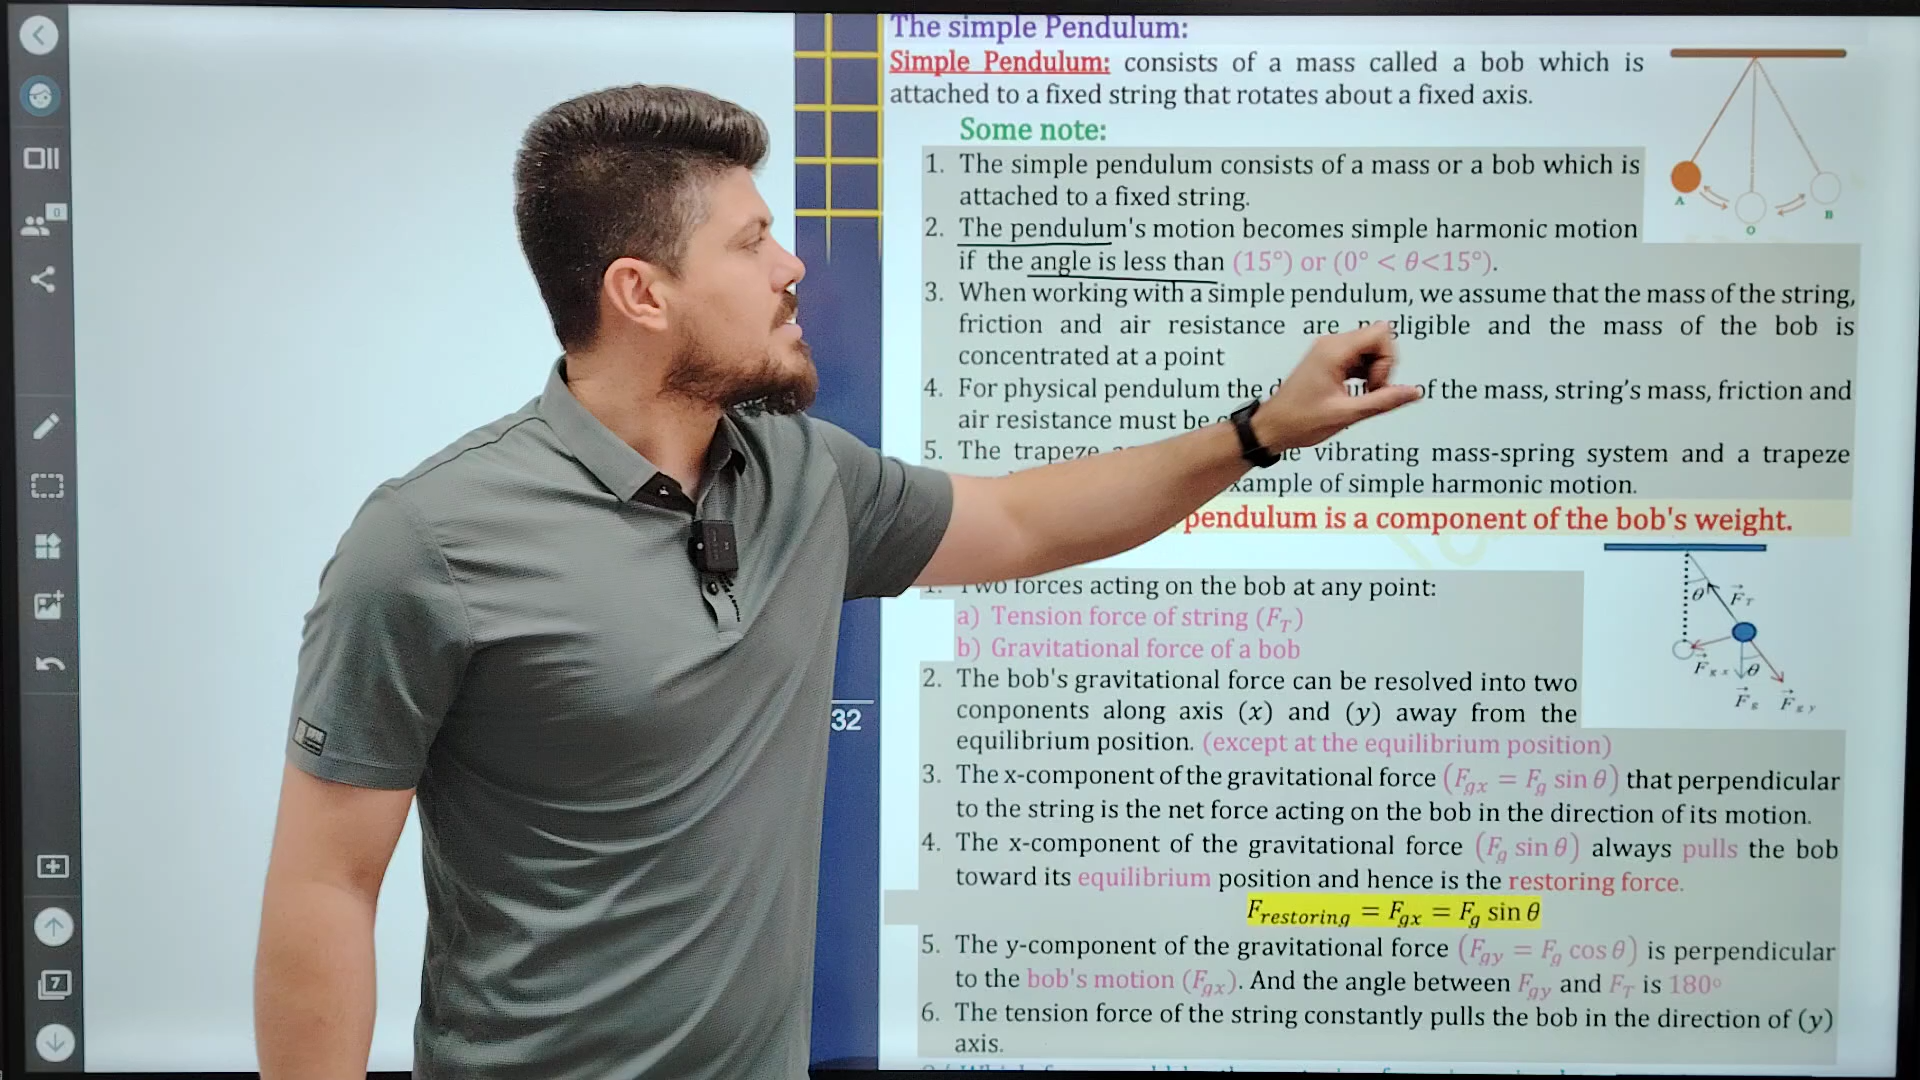 The simple Pendulum:
Simple Pendulum: consists of a mass called a bob which is
attached to a fixed string that rotates about a fixed axis.
Some note:
1. The simple pendulum consists of a mass or a bob which is
attached to a fixed string.
2. The pendulum's motion becomes simple harmonic motion
if the angle is less than (15°) or (0° < θ<15°).
3. When working with a simple pendulum, we assume that the mass of the string,
friction and air resistance are negligible and the mass of the bob is
concentrated at a point
4. For physical pendulum the of the mass, string's mass, friction and
air resistance must be
5. The trapeze vibrating mass-spring system and a trapeze
example of simple harmonic motion.
pendulum is a component of the bob's weight.
1. Two forces acting on the bob at any point:
a) Tension force of string (F_T)
b) Gravitational force of a bob
2. The bob's gravitational force can be resolved into two
conponents along axis (x) and (y) away from the
equilibrium position. (except at the equilibrium position)
3. The x-component of the gravitational force (F_gx = F_g sin θ) that perpendicular
to the string is the net force acting on the bob in the direction of its motion.
4. The x-component of the gravitational force (F_g sin θ) always pulls the bob
toward its equilibrium position and hence is the restoring force.
F_restoring = F_gx = F_g sin θ
5. The y-component of the gravitational force (F_gy = F_g cos θ) is perpendicular
to the bob's motion (F_gx). And the angle between F_gy and F_T is 180°
6. The tension force of the string constantly pulls the bob in the direction of (y)
axis.
A
O
B
θ
F_T
F_gx
θ
F_g
F_gy
32
0
7